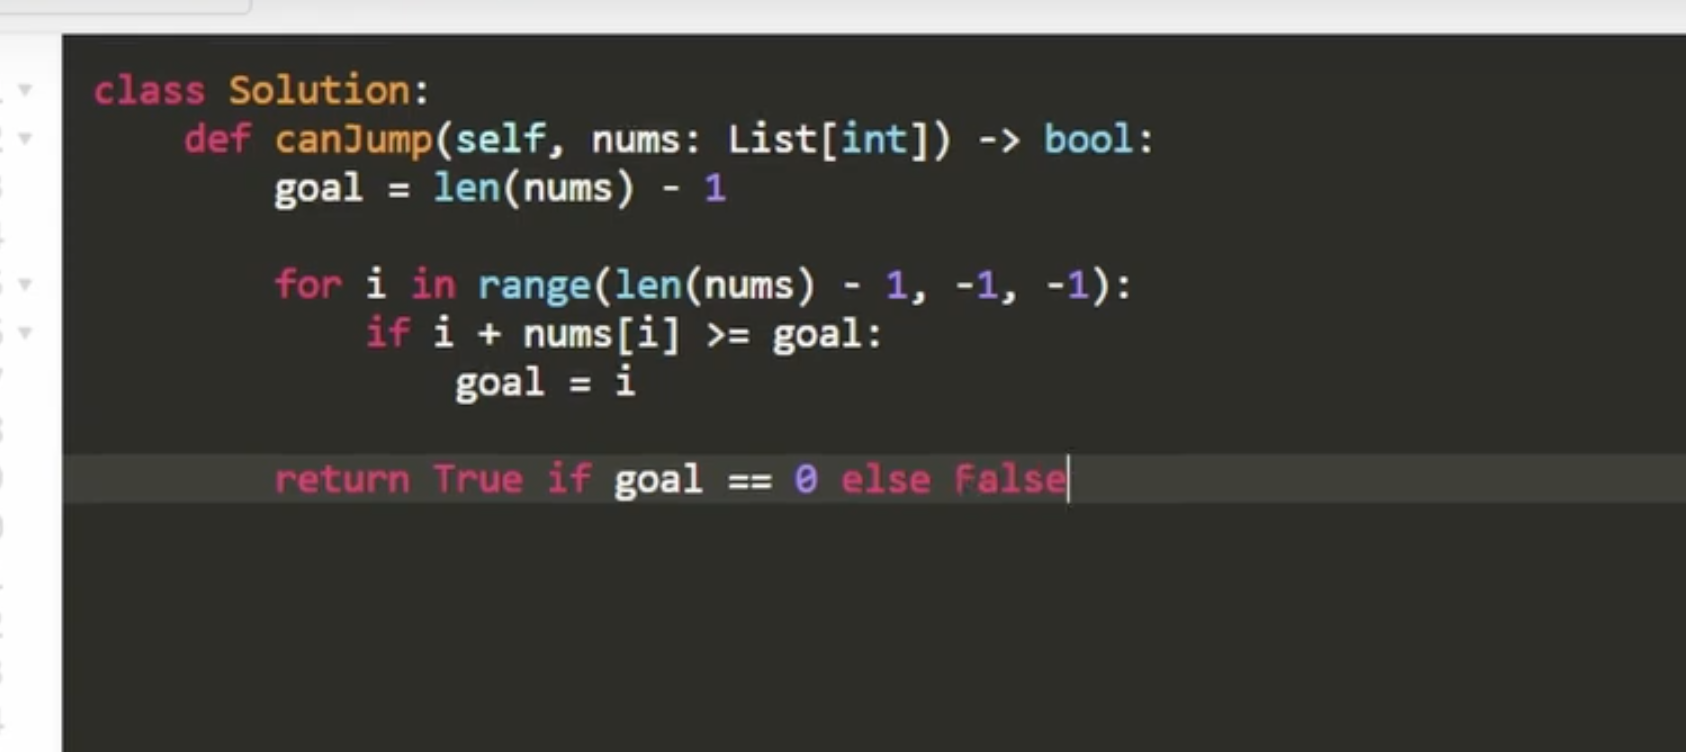 class Solution:
def canJump(self, nums: List[int]) -> bool:
goal = len(nums) - 1
for i in range(len(nums) - 1, -1, -1):
if i + nums[i] >= goal:
goal = i
return True if goal == 0 else False